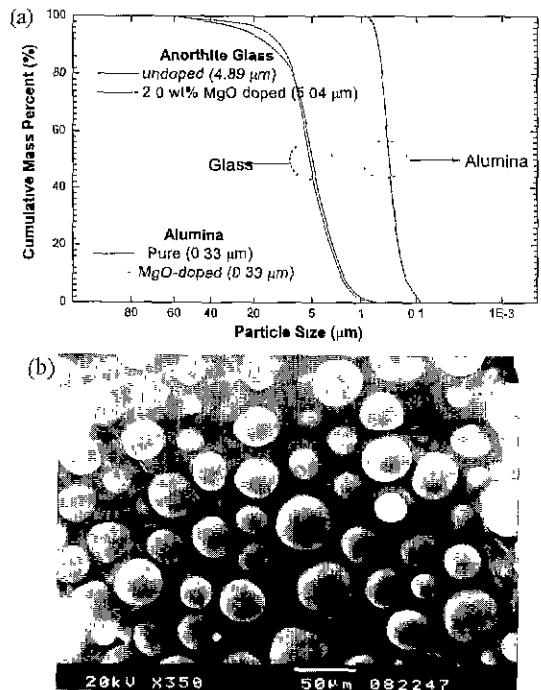 (a)
100
80
60
40
20
0
Cumulative Mass Percent (%)
Anorthite Glass
undoped (4.89 μm)
2 0 wt% MgO doped (5 04 μm)
Glass
Alumina
Alumina
Pure (0 33 μm)
MgO-doped (0 33 μm)
80 60 40 20 5 1 0 1 1E-3
Particle Size (μm)
(b)
20kV X350 50μm 082247